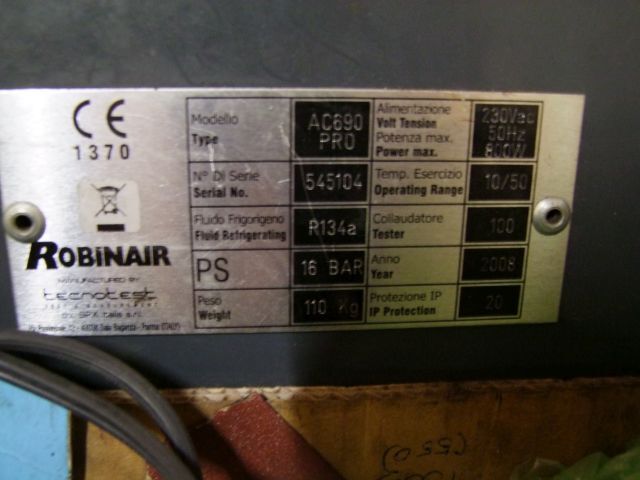 CE
1370
ROBINAIR
MANUFACTURED BY
tecnotest
TEST & MEASUREMENT
Modello
Type
AC690
PRO
Alimentazione
Volt Tension
Potenza max.
Power max.
230Vac
50Hz
800W
N° Di Serie
Serial No.
545104
Temp. Esercizio
Operating Range
10/50
Fluido Frigorigeno
Fluid Refrigerating
R134a
Collaudatore
Tester
100
PS
16 BAR
Anno
Year
2008
Peso
Weight
110 Kg
Protezione IP
IP Protection
20